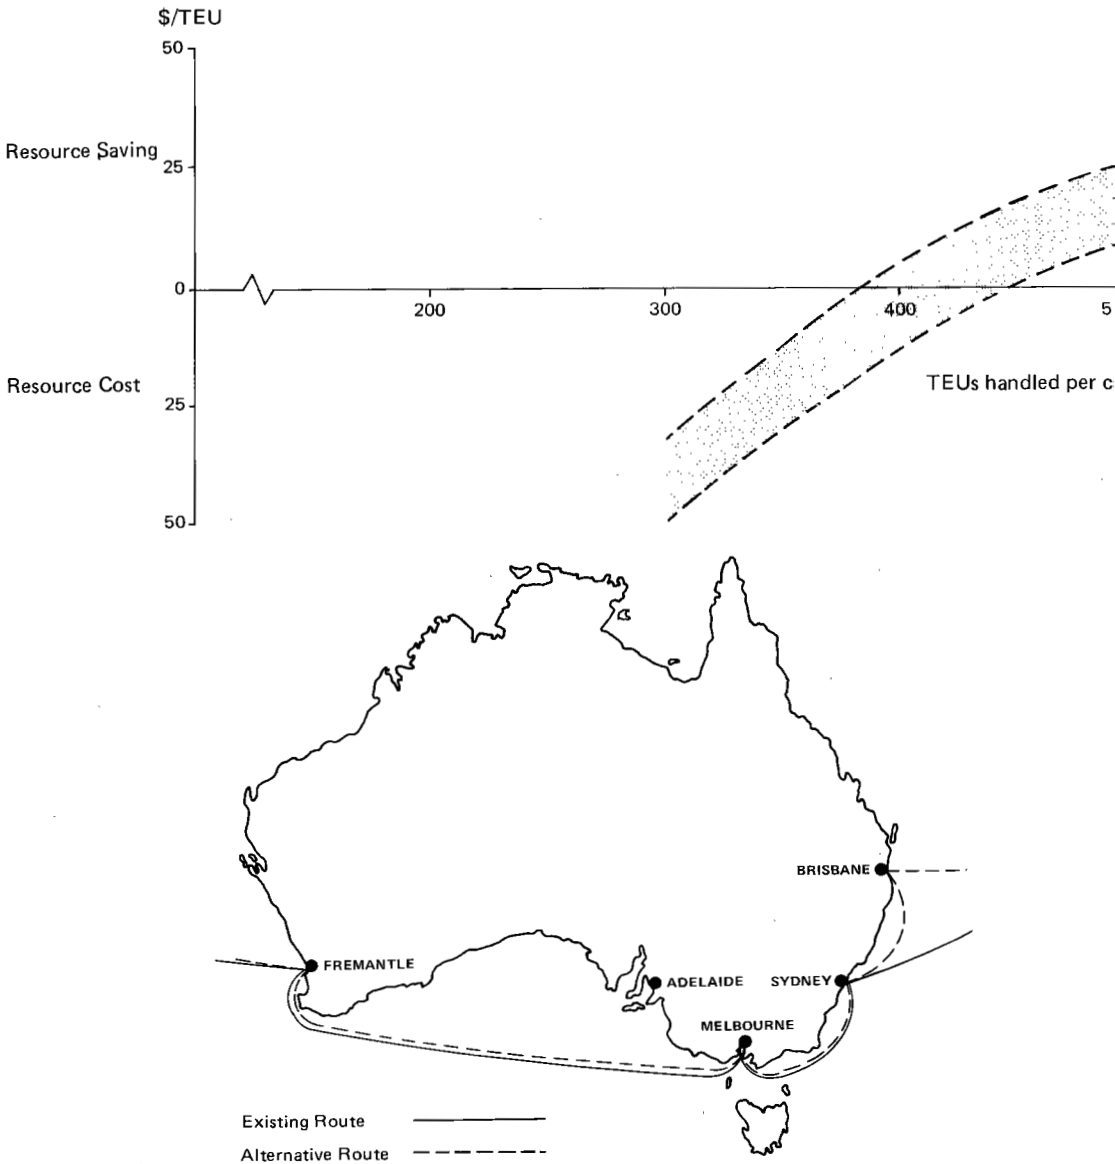 $/TEU
50
Resource Saving
25
0
200
300
400
5
Resource Cost
TEUs handled per c
25
50
BRISBANE
FREMANTLE
ADELAIDE
SYDNEY
MELBOURNE
Existing Route
Alternative Route